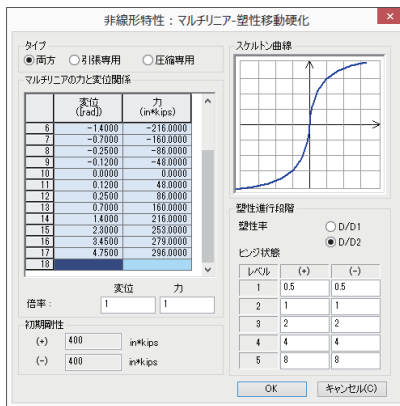 非線形特性：マルチリニア-塑性移動硬化
タイプ
両方 引張専用 圧縮専用
マルチリニアの力と変位関係
変位 力
([rad]) (in*kips)
6 -1.4000 -216.0000
7 -0.7000 -160.0000
8 -0.2500 -86.0000
9 -0.1200 -48.0000
10 0.0000 0.0000
11 0.1200 48.0000
12 0.2500 86.0000
13 0.7000 160.0000
14 1.4000 216.0000
15 2.3000 253.0000
16 3.4500 279.0000
17 4.7500 296.0000
18
変位 力
倍率： 1 1
初期剛性
(+) 400 in*kips
(-) 400 in*kips
スケルトン曲線
塑性進行段階
塑性率 D/D1
D/D2
ヒンジ状態
レベル (+) (-)
1 0.5 0.5
2 1 1
3 2 2
4 4 4
5 8 8
OK キャンセル(C)